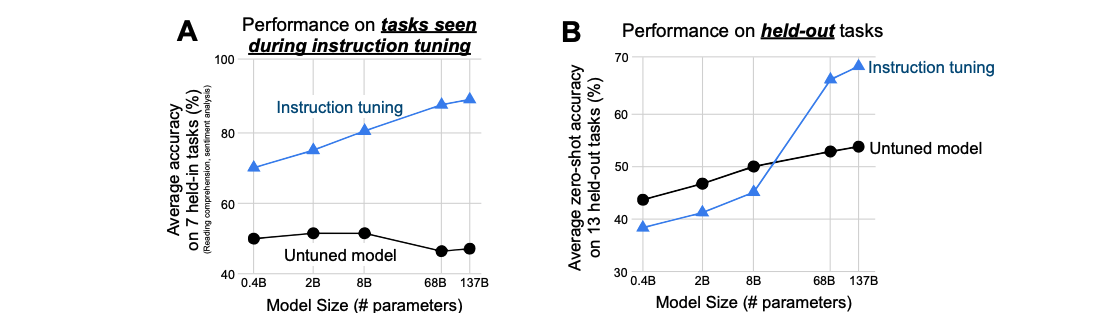 A
Performance on tasks seen
during instruction tuning
Average accuracy
on 7 held-in tasks (%)
(Reading comprehension, sentiment analysis)
100
80
60
40
Instruction tuning
Untuned model
0.4B 2B 8B 68B 137B
Model Size (# parameters)
B
Performance on held-out tasks
Average zero-shot accuracy
on 13 held-out tasks (%)
70
60
50
40
30
Instruction tuning
Untuned model
0.4B 2B 8B 68B 137B
Model Size (# parameters)